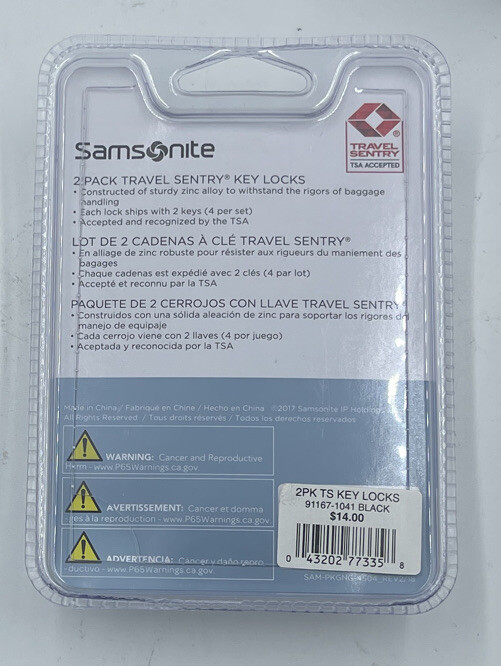 Samsonite
®
TRAVEL
SENTRY
TSA ACCEPTED
2 PACK TRAVEL SENTRY® KEY LOCKS
• Constructed of sturdy zinc alloy to withstand the rigors of baggage
handling
• Each lock ships with 2 keys (4 per set)
• Accepted and recognized by the TSA
LOT DE 2 CADENAS À CLÉ TRAVEL SENTRY®
• En alliage de zinc robuste pour résister aux rigueurs du maniement des
bagages
• Chaque cadenas est expédié avec 2 clés (4 par lot)
• Accepté et reconnu par la TSA
PAQUETE DE 2 CERROJOS CON LLAVE TRAVEL SENTRY®
• Construidos con una sólida aleación de zinc para soportar los rigores del
manejo de equipaje
• Cada cerrojo viene con 2 llaves (4 por juego)
• Aceptada y reconocida por la TSA
Made in China / Fabriqué en Chine / Hecho en China ©2017 Samsonite IP Holdings
All Rights Reserved / Tous droits réservés / Todos los derechos reservados
WARNING: Cancer and Reproductive
Harm - www.P65Warnings.ca.gov
AVERTISSEMENT: Cancer et domma
ges à la reproduction - www.P65Warnings.ca.gov
ADVERTENCIA: Cáncer y daño repro
-ductivo - www.P65Warnings.ca.gov
2PK TS KEY LOCKS
91167-1041 BLACK
$14.00
0 43202 77335 8